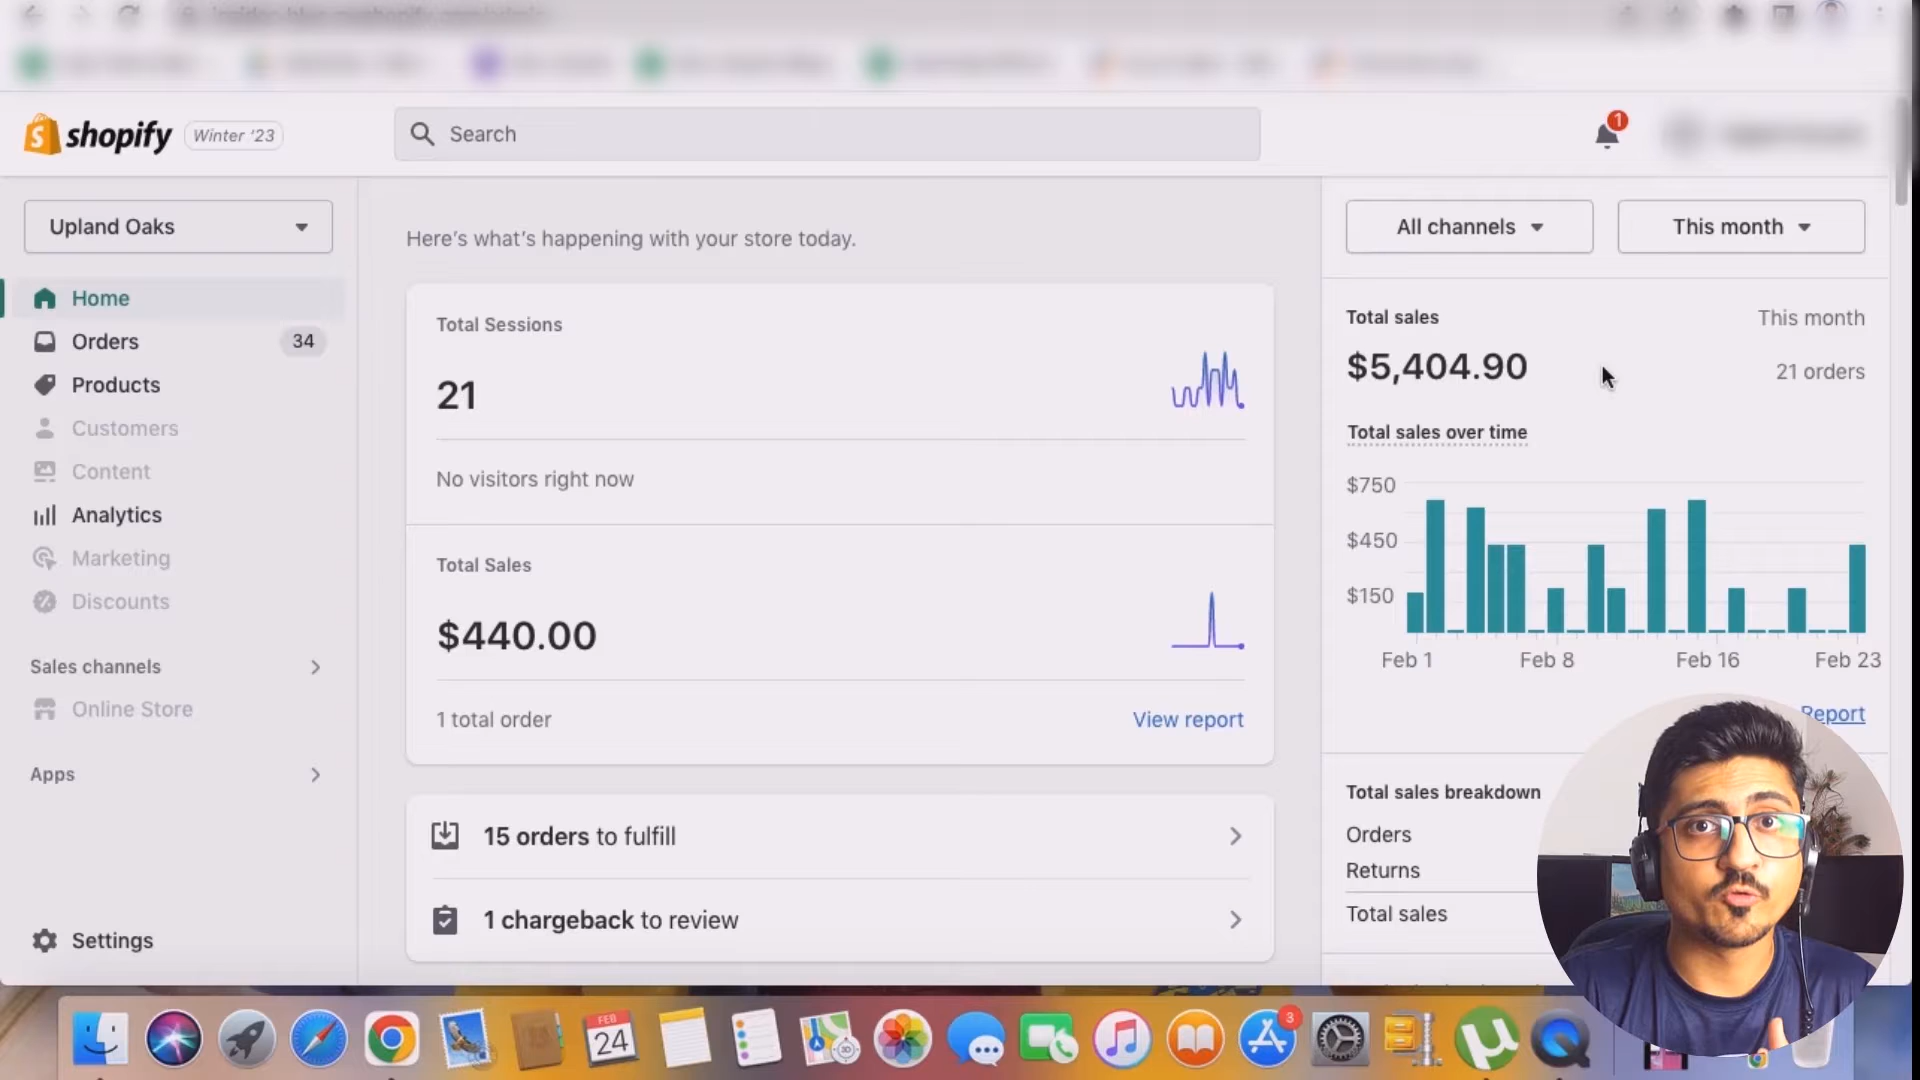 shopify
Winter '23
Search
1
Upland Oaks
Home
Orders
34
Products
Customers
Content
Analytics
Marketing
Discounts
Sales channels
Online Store
Apps
Settings
Here's what's happening with your store today.
Total Sessions
21
No visitors right now
Total Sales
$440.00
1 total order
View report
15 orders to fulfill
1 chargeback to review
All channels
This month
Total sales
This month
$5,404.90
21 orders
Total sales over time
$750
$450
$150
Feb 1
Feb 8
Feb 16
Feb 23
Report
Total sales breakdown
Orders
Returns
Total sales
FEB
24
3D
3